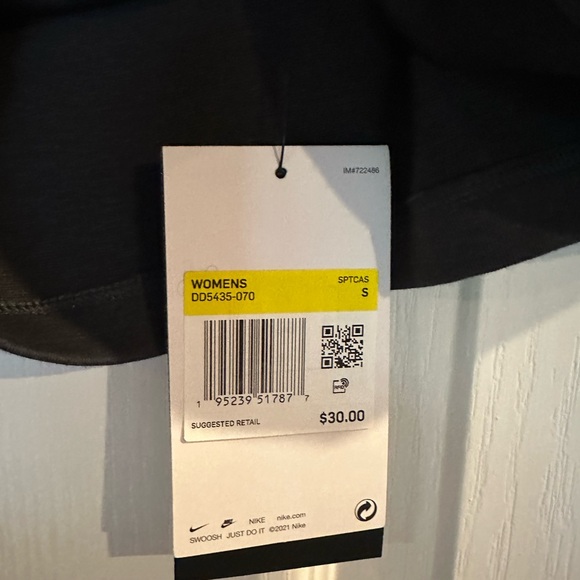 IM#722486
WOMENS SPTCAS
DD5435-070 S
1 95239 51787 7
SUGGESTED RETAIL $30.00
NIKE nike.com
SWOOSH JUST DO IT ©2021 Nike